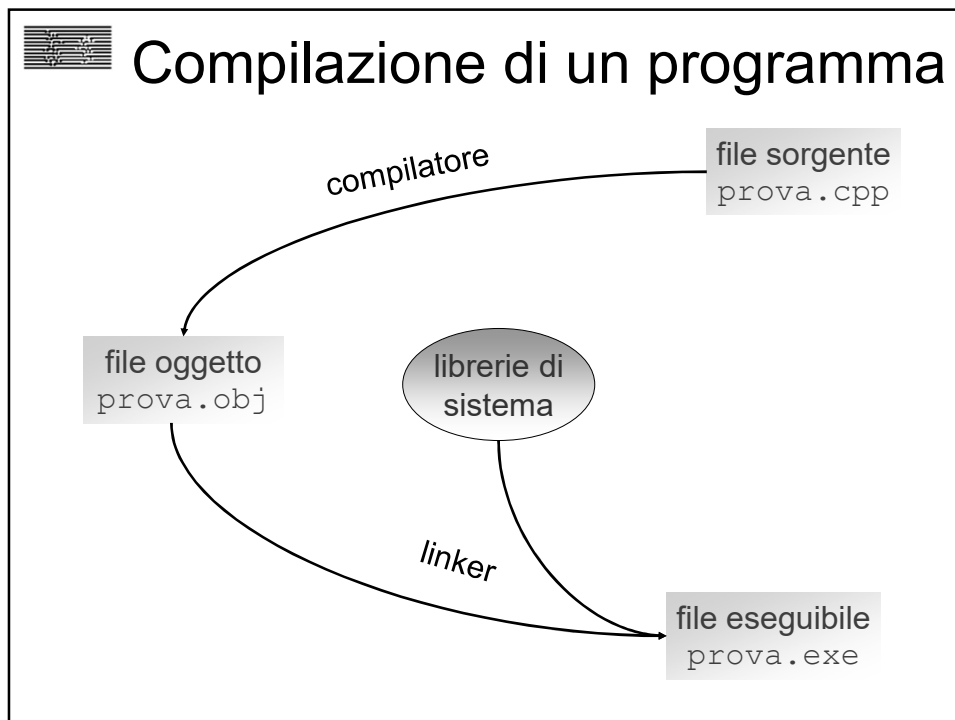 Compilazione di un programma
compilatore
file sorgente
prova.cpp
file oggetto
prova.obj
librerie di
sistema
linker
file eseguibile
prova.exe